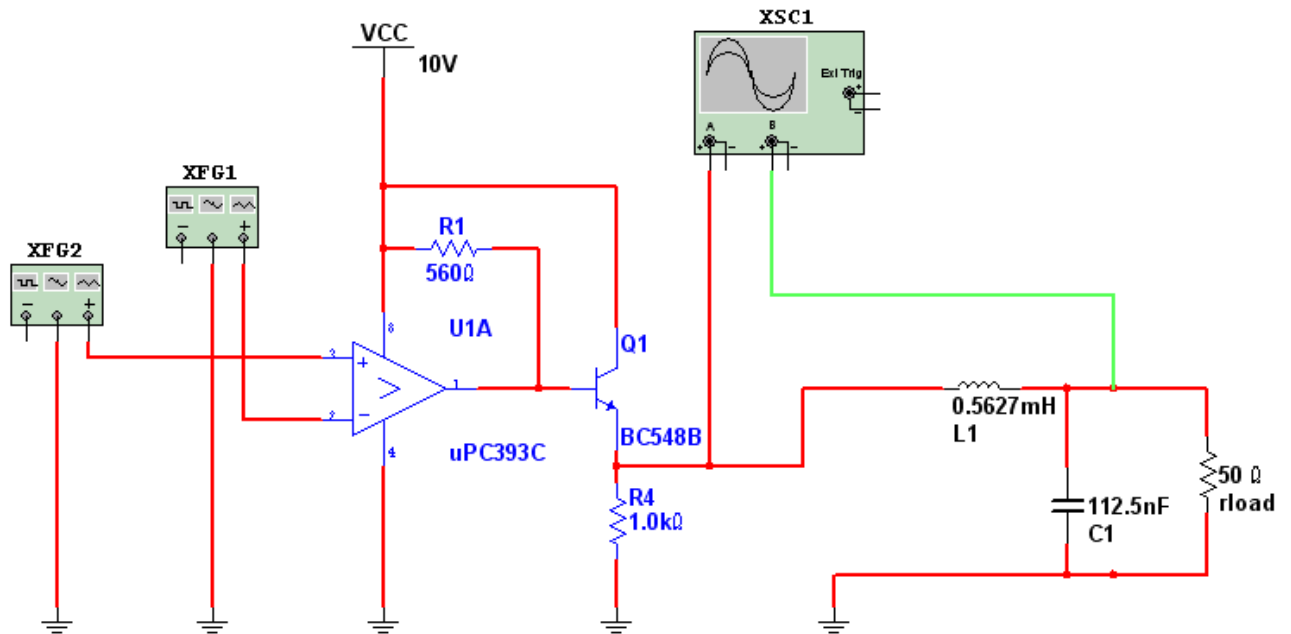 XSC1
VCC
10V
Ext Trig
+
-
A
B
+
-
+
-
XFG1
-
+
R1
560Ω
XFG2
-
+
8
U1A
Q1
3
+
>
1
2
-
4
uPC393C
BC548B
0.5627mH
L1
R4
1.0kΩ
50 Ω
rload
112.5nF
C1